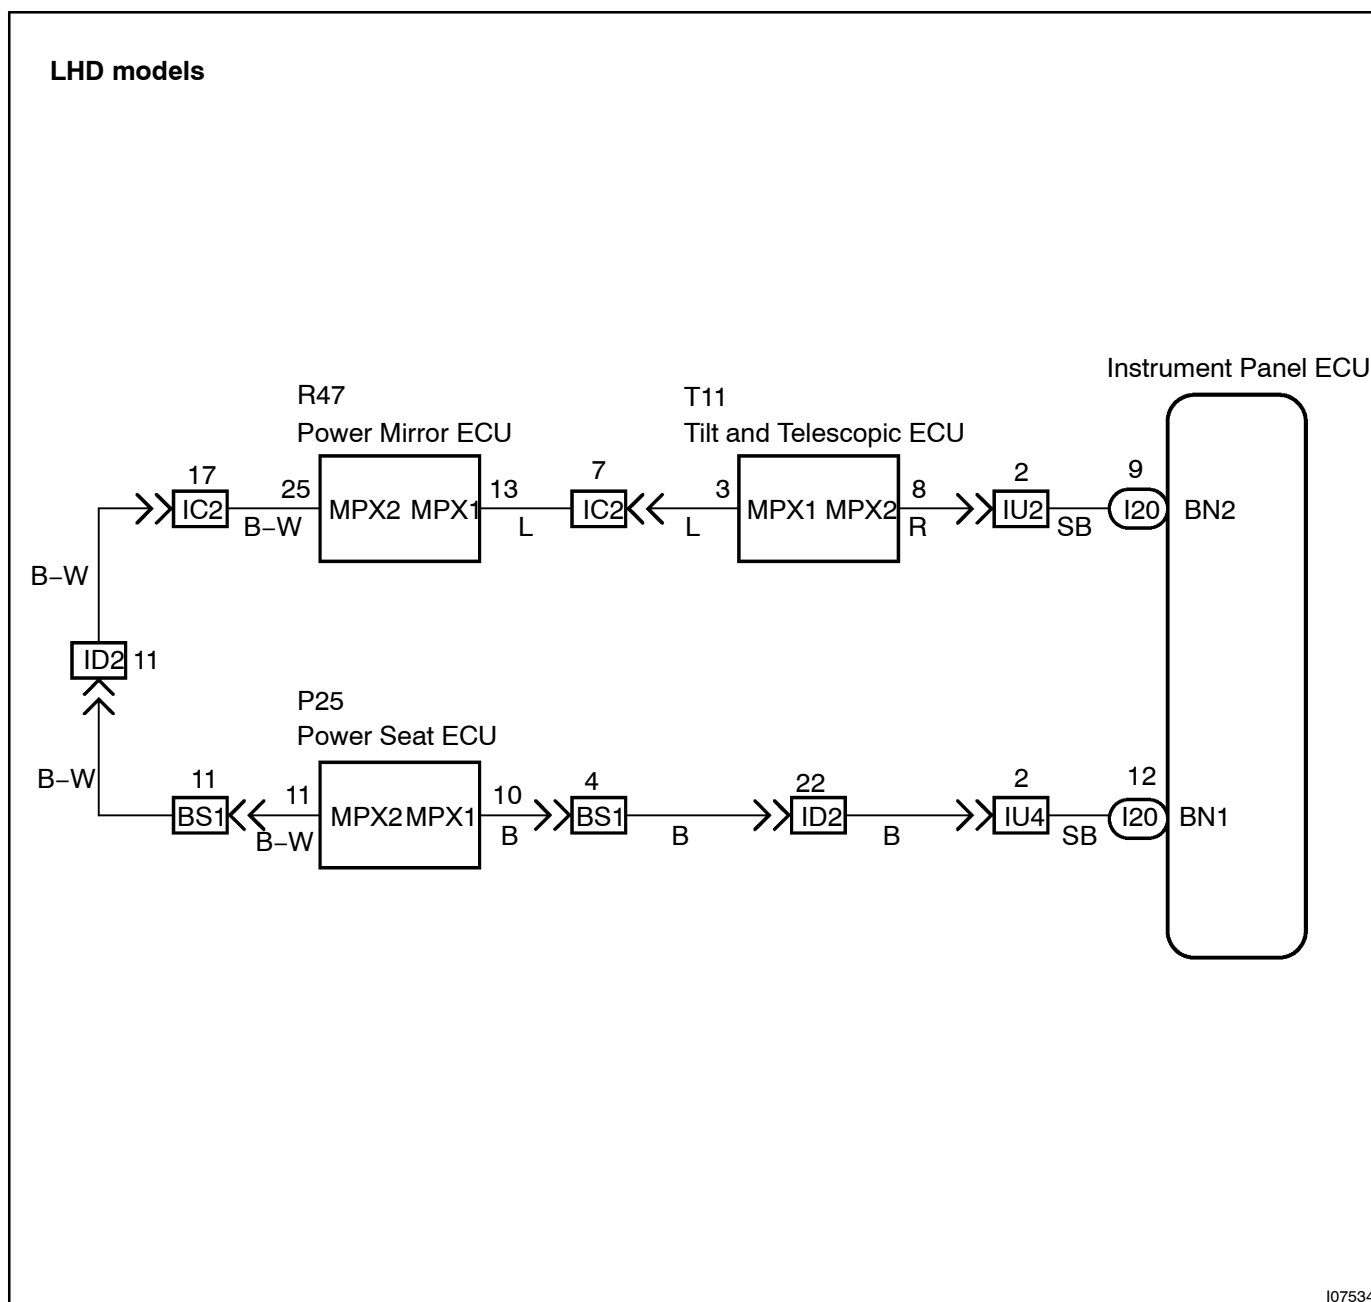 LHD models
Instrument Panel ECU
R47
Power Mirror ECU
T11
Tilt and Telescopic ECU
17
IC2
B–W
25
MPX2 MPX1
13
L
7
IC2
L
3
MPX1 MPX2
8
R
2
IU2
SB
9
I20
BN2
B–W
ID2 11
P25
Power Seat ECU
B–W
11
BS1
11
B–W
MPX2 MPX1
10
B
4
BS1
B
22
ID2
B
2
IU4
SB
12
I20
BN1
I07534